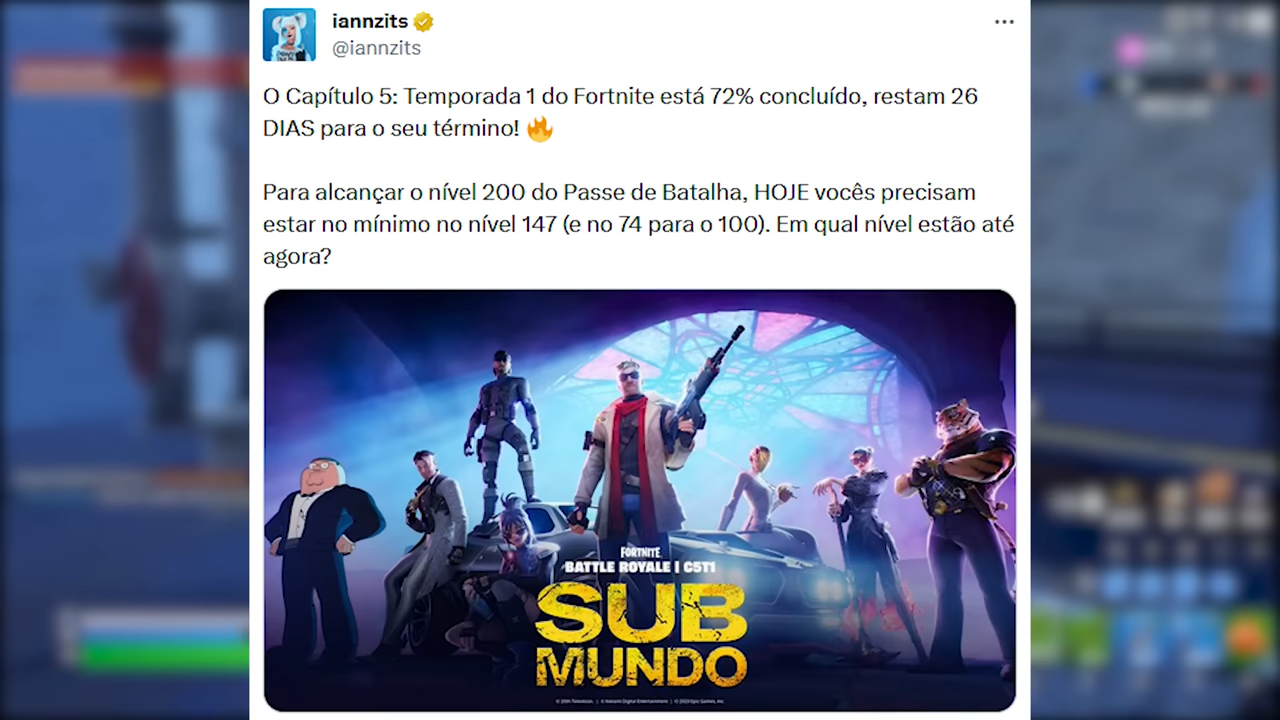 iannzits
@iannzits
O Capítulo 5: Temporada 1 do Fortnite está 72% concluído, restam 26
DIAS para o seu término! 🔥
Para alcançar o nível 200 do Passe de Batalha, HOJE vocês precisam
estar no mínimo no nível 147 (e no 74 para o 100). Em qual nível estão até
agora?
FORTNITE
BATTLE ROYALE | C5T1
SUB
MUNDO